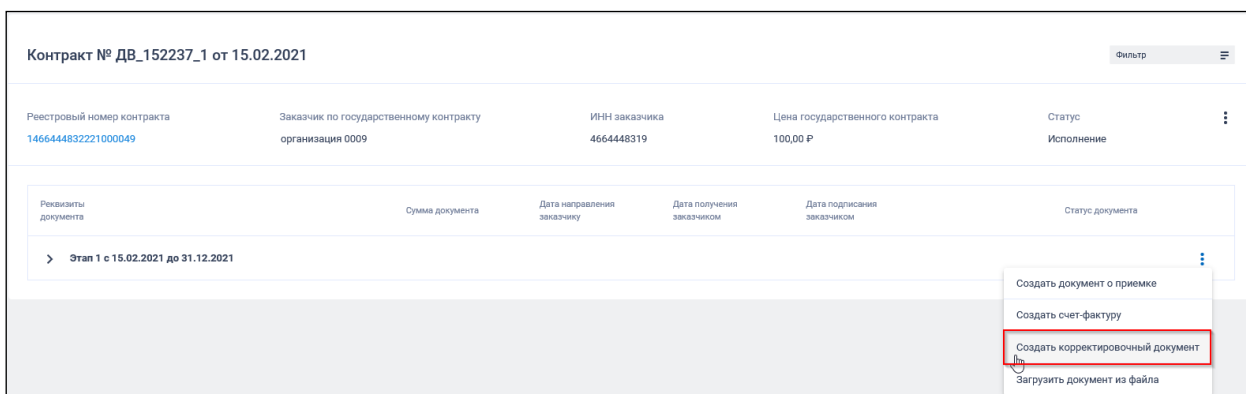 Контракт № ДВ_152237_1 от 15.02.2021
Фильтр
Реестровый номер контракта Заказчик по государственному контракту ИНН заказчика Цена государственного контракта Статус
1466444832221000049 организация 0009 4664448319 100,00 ₽ Исполнение
Реквизиты документа Сумма документа Дата направления заказчику Дата получения заказчиком Дата подписания заказчиком Статус документа
Этап 1 с 15.02.2021 до 31.12.2021
Создать документ о приемке
Создать счет-фактуру
Создать корректировочный документ
Загрузить документ из файла